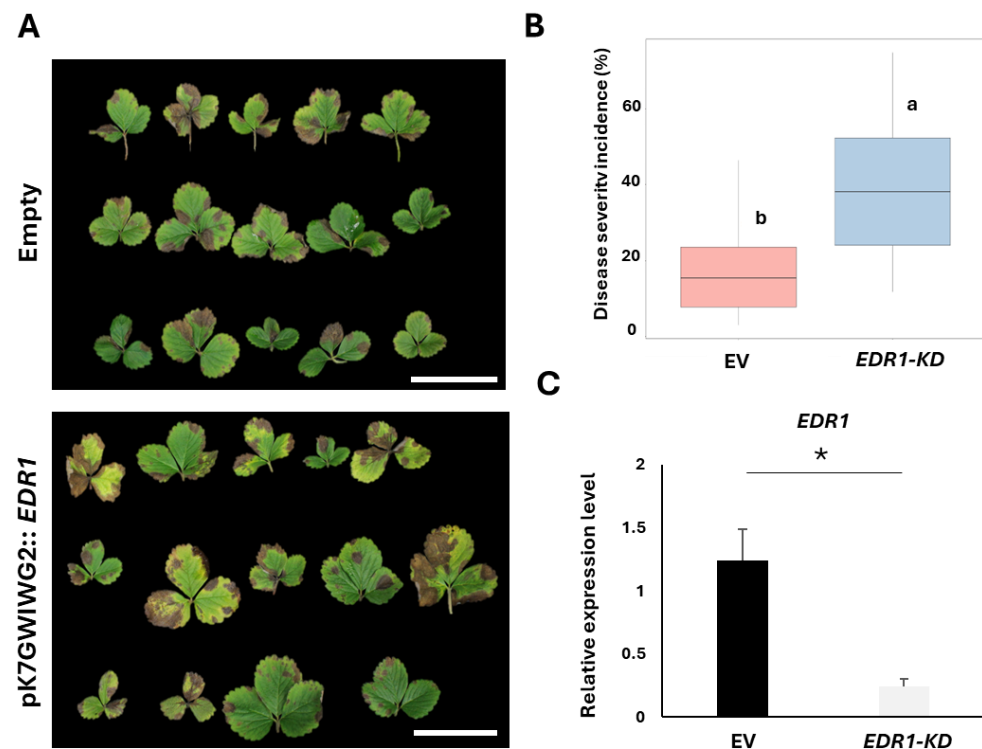 A
Empty
pK7GWIWG2:: EDR1
B
Disease severity incidence (%)
60
40
20
0
a
b
EV
EDR1-KD
C
EDR1
*
Relative expression level
2
1.5
1
0.5
0
EV
EDR1-KD